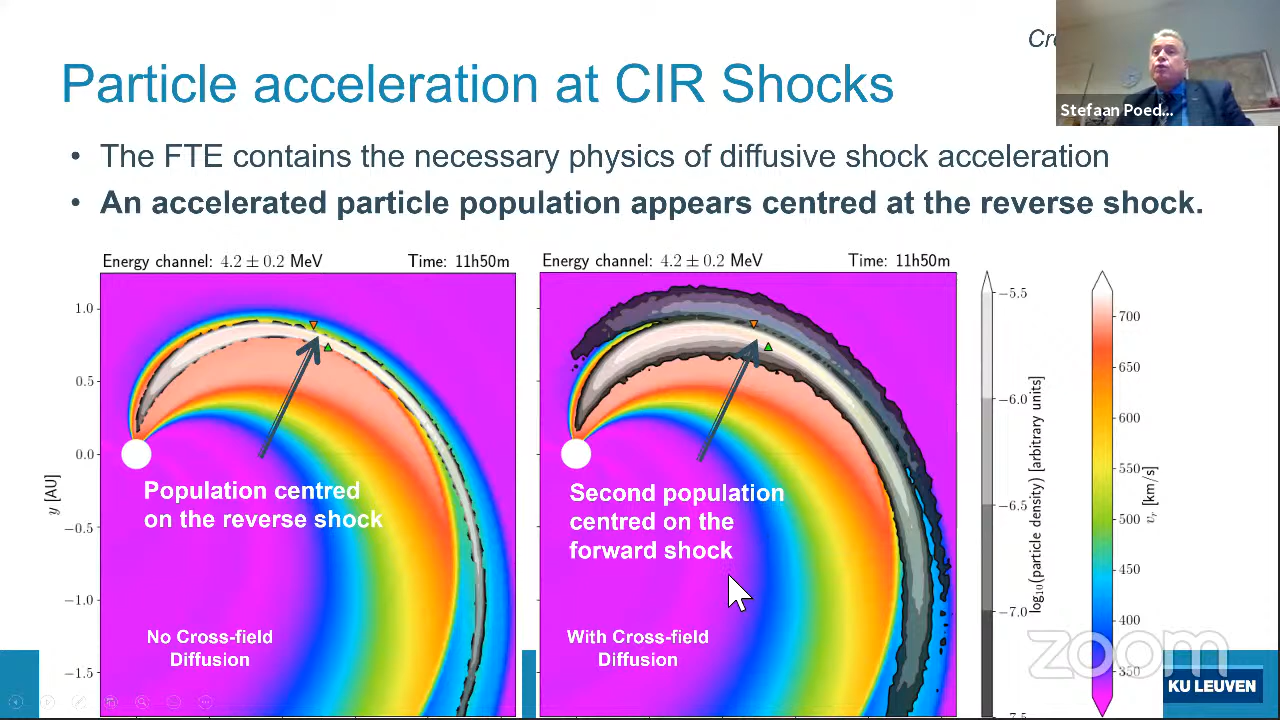 Particle acceleration at CIR Shocks
Stefaan Poed...
• The FTE contains the necessary physics of diffusive shock acceleration
• An accelerated particle population appears centred at the reverse shock.
Energy channel: 4.2 ± 0.2 MeV Time: 11h50m
Energy channel: 4.2 ± 0.2 MeV Time: 11h50m
1.0
0.5
0.0
−0.5
−1.0
−1.5
y [AU]
Population centred
on the reverse shock
No Cross-field
Diffusion
Second population
centred on the
forward shock
With Cross-field
Diffusion
−5.5
−6.0
−6.5
−7.0
−7.5
log10(particle density) [arbitrary units]
700
650
600
550
500
450
400
350
vr [km/s]
zoom
KU LEUVEN